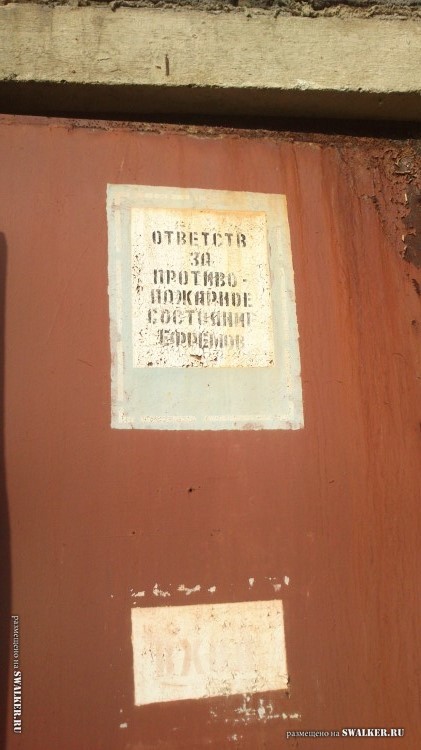 ОТВЕТСТВ
ЗА
ПРОТИВО-
ПОЖАРНОЕ
СОСТОЯНИЕ
ЕФРЕМОВ
размещено на SWALKER.RU
размещено на SWALKER.RU